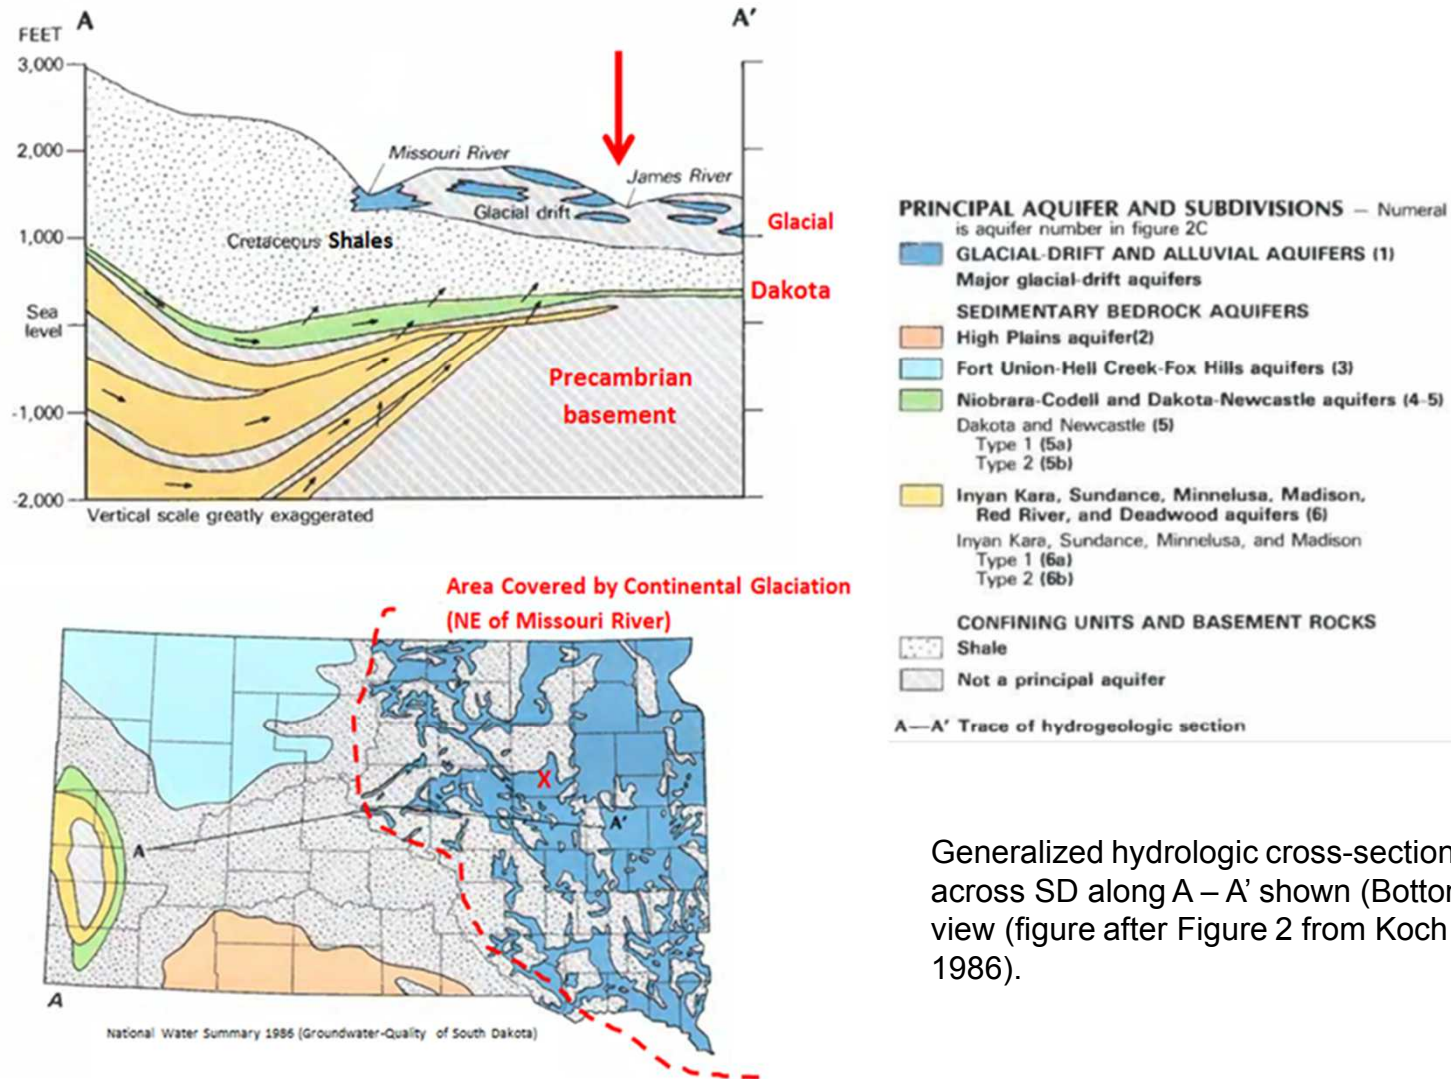 A
A'
FEET
3,000
2,000
1,000
Sea
level
-1,000
-2,000
Missouri River
James River
Glacial drift
Cretaceous Shales
Glacial
Dakota
Precambrian
basement
Vertical scale greatly exaggerated
PRINCIPAL AQUIFER AND SUBDIVISIONS — Numeral
is aquifer number in figure 2C
GLACIAL-DRIFT AND ALLUVIAL AQUIFERS (1)
Major glacial-drift aquifers
SEDIMENTARY BEDROCK AQUIFERS
High Plains aquifer(2)
Fort Union-Hell Creek-Fox Hills aquifers (3)
Niobrara-Codell and Dakota-Newcastle aquifers (4-5)
Dakota and Newcastle (5)
Type 1 (5a)
Type 2 (5b)
Inyan Kara, Sundance, Minnelusa, Madison,
Red River, and Deadwood aquifers (6)
Inyan Kara, Sundance, Minnelusa, and Madison
Type 1 (6a)
Type 2 (6b)
CONFINING UNITS AND BASEMENT ROCKS
Shale
Not a principal aquifer
A—A' Trace of hydrogeologic section
Area Covered by Continental Glaciation
(NE of Missouri River)
X
A
A'
A
National Water Summary 1986 (Groundwater-Quality of South Dakota)
Generalized hydrologic cross-section
across SD along A – A’ shown (Botto
view (figure after Figure 2 from Koch
1986).